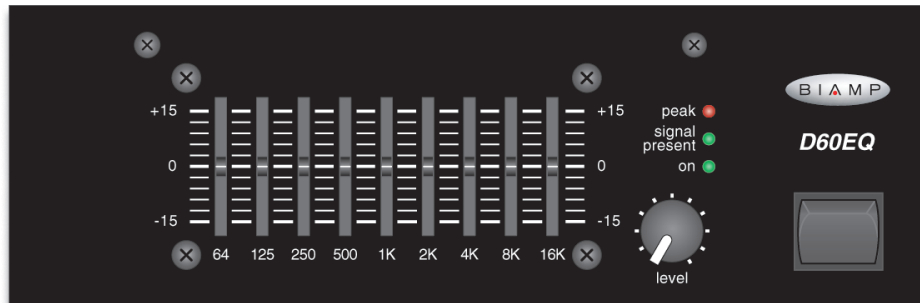 +15 +15
0 0
-15 -15
64 125 250 500 1K 2K 4K 8K 16K
peak
signal
present
on
level
BIAMP
D60EQ